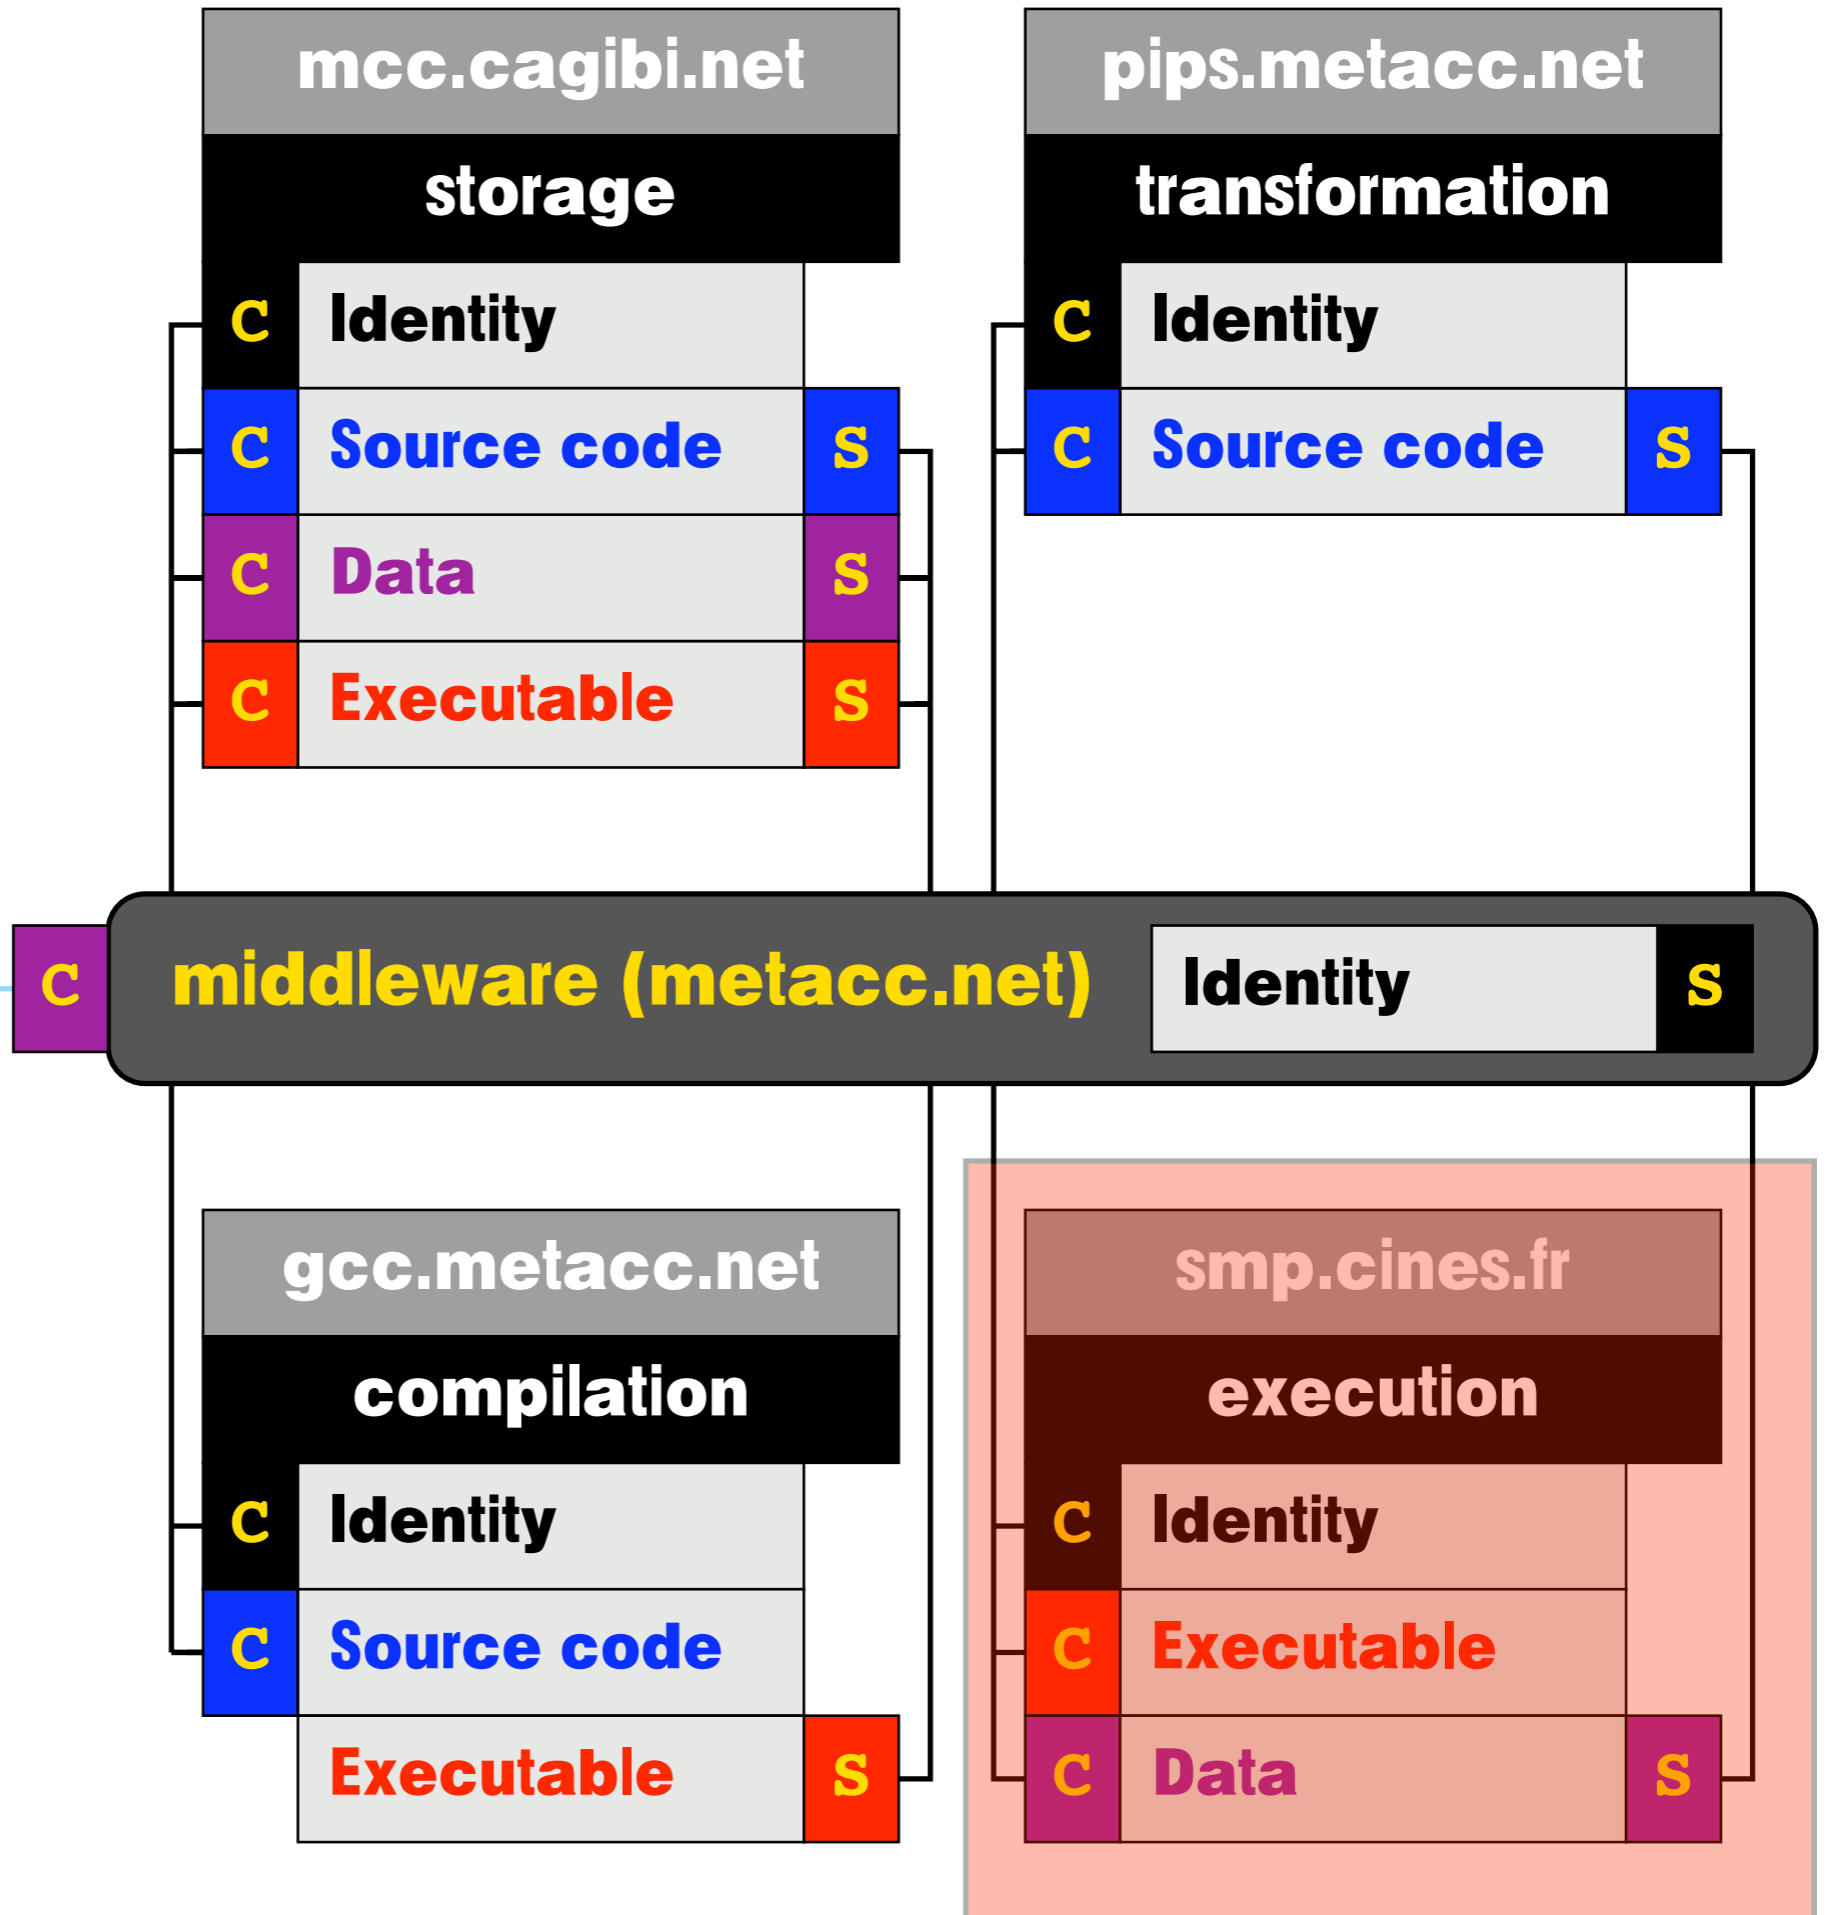 mcc.cagibi.net
storage
C Identity
C Source code S
C Data S
C Executable S
pips.metacc.net
transformation
C Identity
C Source code S
C middleware (metacc.net) Identity S
gcc.metacc.net
compilation
C Identity
C Source code
Executable S
smp.cines.fr
execution
C Identity
C Executable
C Data S